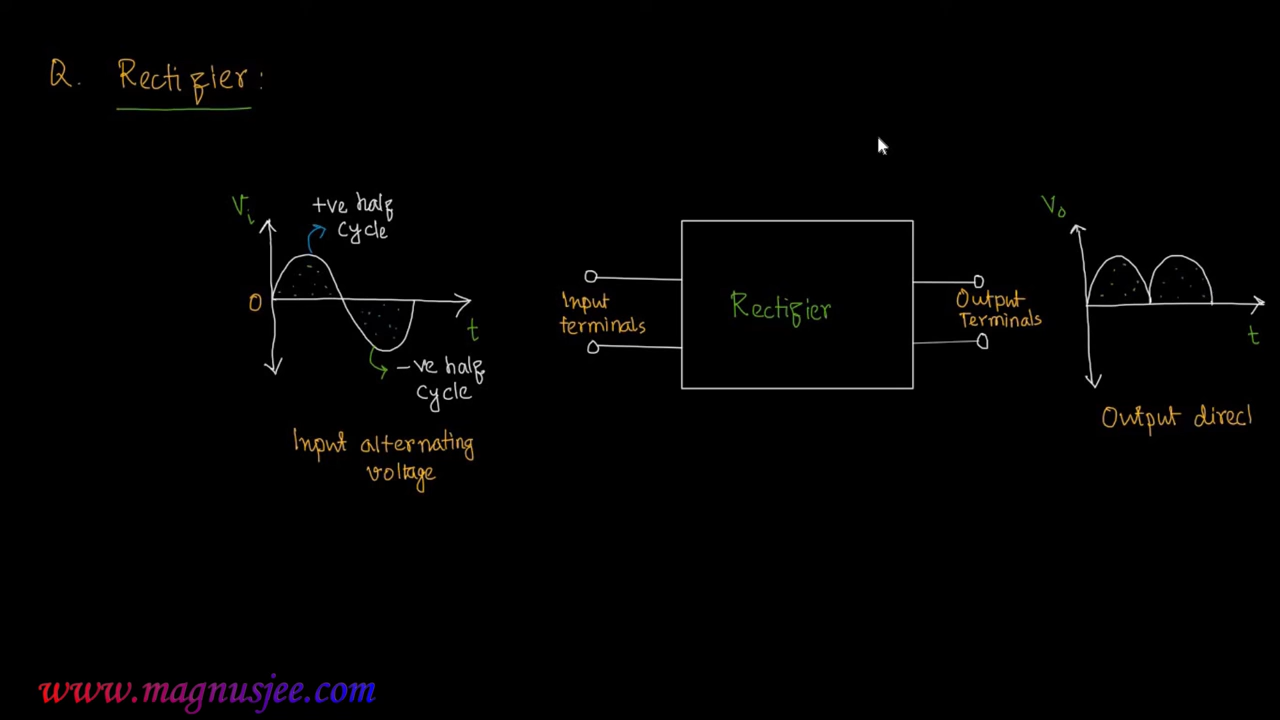 Q. Rectifier:
Vi
+ve half
cycle
0
t
-ve half
cycle
Input alternating
voltage
Input
terminals
Rectifier
Output
Terminals
Vo
t
Output direct
www.magnusjee.com